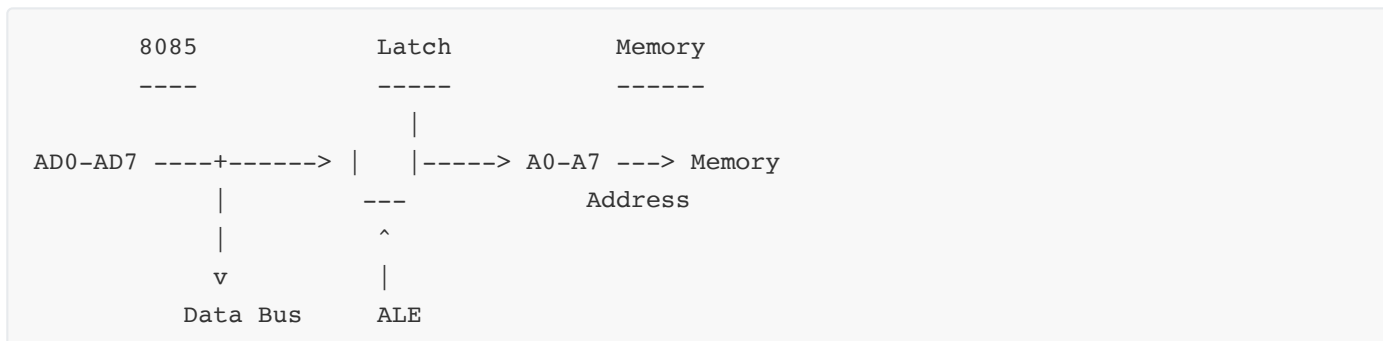 8085 Latch Memory
---- ----- ------
|
AD0-AD7 ----+------> | |-----> A0-A7 ---> Memory
| --- Address
| ^
v |
Data Bus ALE